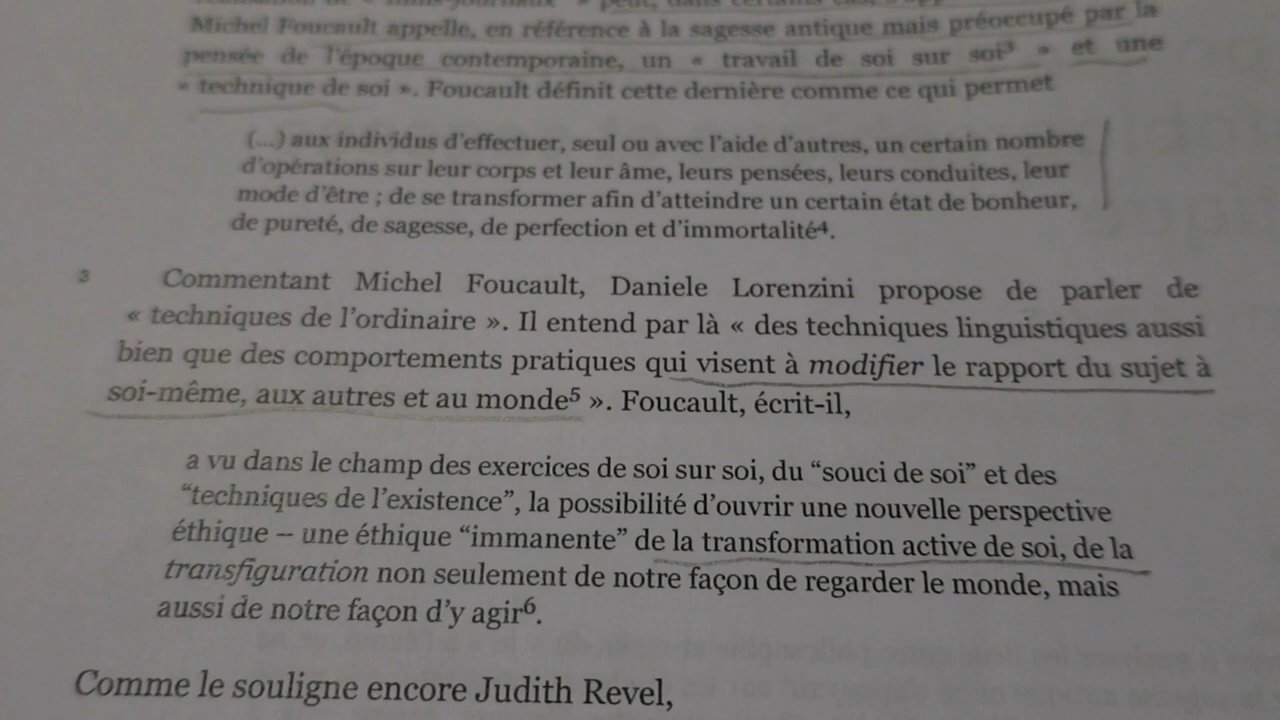 Michel Foucault appelle, en référence à la sagesse antique mais préoccupé par la
pensée de l'époque contemporaine, un « travail de soi sur soi³ » et une
« technique de soi ». Foucault définit cette dernière comme ce qui permet
(...) aux individus d'effectuer, seul ou avec l'aide d'autres, un certain nombre
d'opérations sur leur corps et leur âme, leurs pensées, leurs conduites, leur
mode d'être ; de se transformer afin d'atteindre un certain état de bonheur,
de pureté, de sagesse, de perfection et d'immortalité⁴.
3 Commentant Michel Foucault, Daniele Lorenzini propose de parler de
« techniques de l'ordinaire ». Il entend par là « des techniques linguistiques aussi
bien que des comportements pratiques qui visent à modifier le rapport du sujet à
soi-même, aux autres et au monde⁵ ». Foucault, écrit-il,
a vu dans le champ des exercices de soi sur soi, du “souci de soi” et des
“techniques de l'existence”, la possibilité d'ouvrir une nouvelle perspective
éthique – une éthique “immanente” de la transformation active de soi, de la
transfiguration non seulement de notre façon de regarder le monde, mais
aussi de notre façon d'y agir⁶.
Comme le souligne encore Judith Revel,